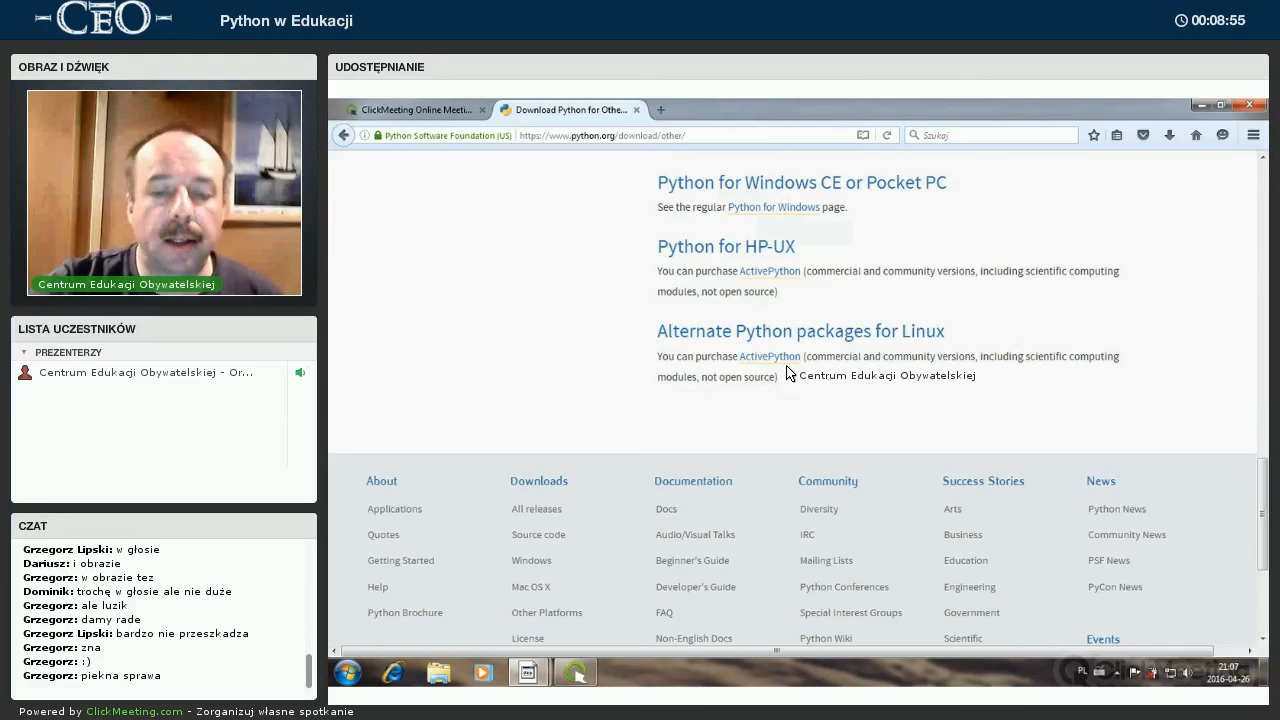 CEO
Python w Edukacji
00:08:55
OBRAZ I DŹWIĘK
Centrum Edukacji Obywatelskiej
LISTA UCZESTNIKÓW
PREZENTERZY
Centrum Edukacji Obywatelskiej - Or...
CZAT
Grzegorz Lipski: w głosie
Dariusz: i obrazie
Grzegorz: w obrazie tez
Dominik: trochę w głosie ale nie duże
Grzegorz: ale luzik
Grzegorz: damy rade
Grzegorz Lipski: bardzo nie przeszkadza
Grzegorz: zna
Grzegorz: :)
Grzegorz: piekna sprawa
UDOSTĘPNIANIE
ClickMeeting Online Meeti...
Download Python for Othe...
Python Software Foundation (US)
https://www.python.org/download/other/
Szukaj
Python for Windows CE or Pocket PC
See the regular Python for Windows page.
Python for HP-UX
You can purchase ActivePython (commercial and community versions, including scientific computing
modules, not open source)
Alternate Python packages for Linux
You can purchase ActivePython (commercial and community versions, including scientific computing
modules, not open source)
Centrum Edukacji Obywatelskiej
About
Applications
Quotes
Getting Started
Help
Python Brochure
Downloads
All releases
Source code
Windows
Mac OS X
Other Platforms
License
Documentation
Docs
Audio/Visual Talks
Beginner's Guide
Developer's Guide
FAQ
Non-English Docs
Community
Diversity
IRC
Mailing Lists
Python Conferences
Special Interest Groups
Python Wiki
Success Stories
Arts
Business
Education
Engineering
Government
Scientific
News
Python News
Community News
PSF News
PyCon News
Events
PL
21:07
2016-04-26
Powered by ClickMeeting.com - Zorganizuj własne spotkanie